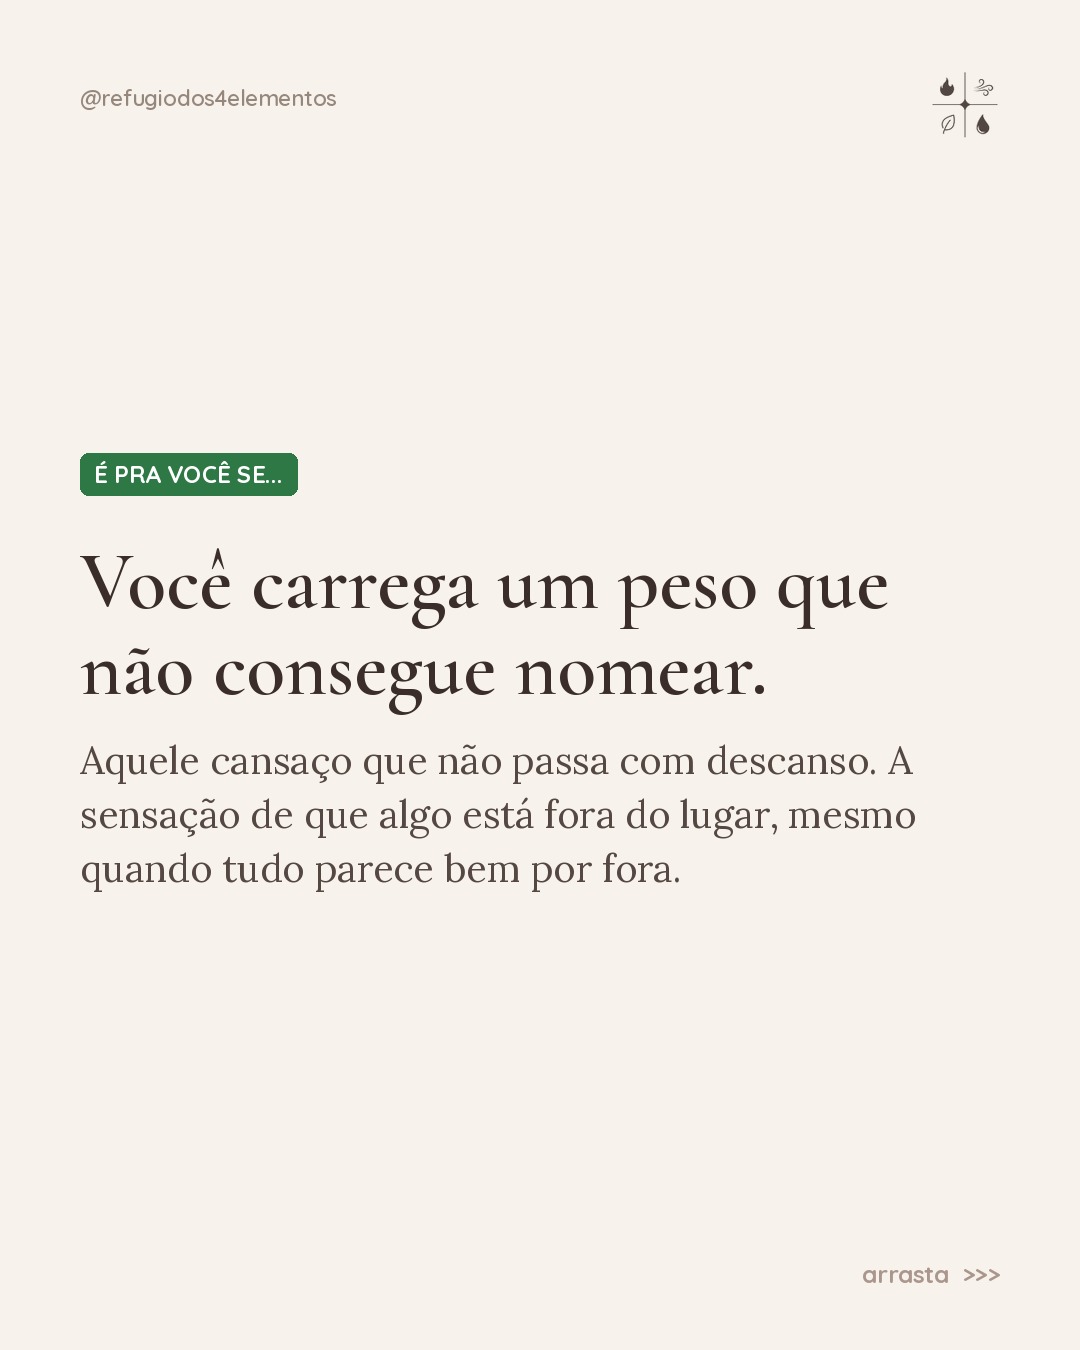 @refugiodos4elementos
É PRA VOCÊ SE...
Você carrega um peso que
não consegue nomear.
Aquele cansaço que não passa com descanso. A
sensação de que algo está fora do lugar, mesmo
quando tudo parece bem por fora.
arrasta >>>